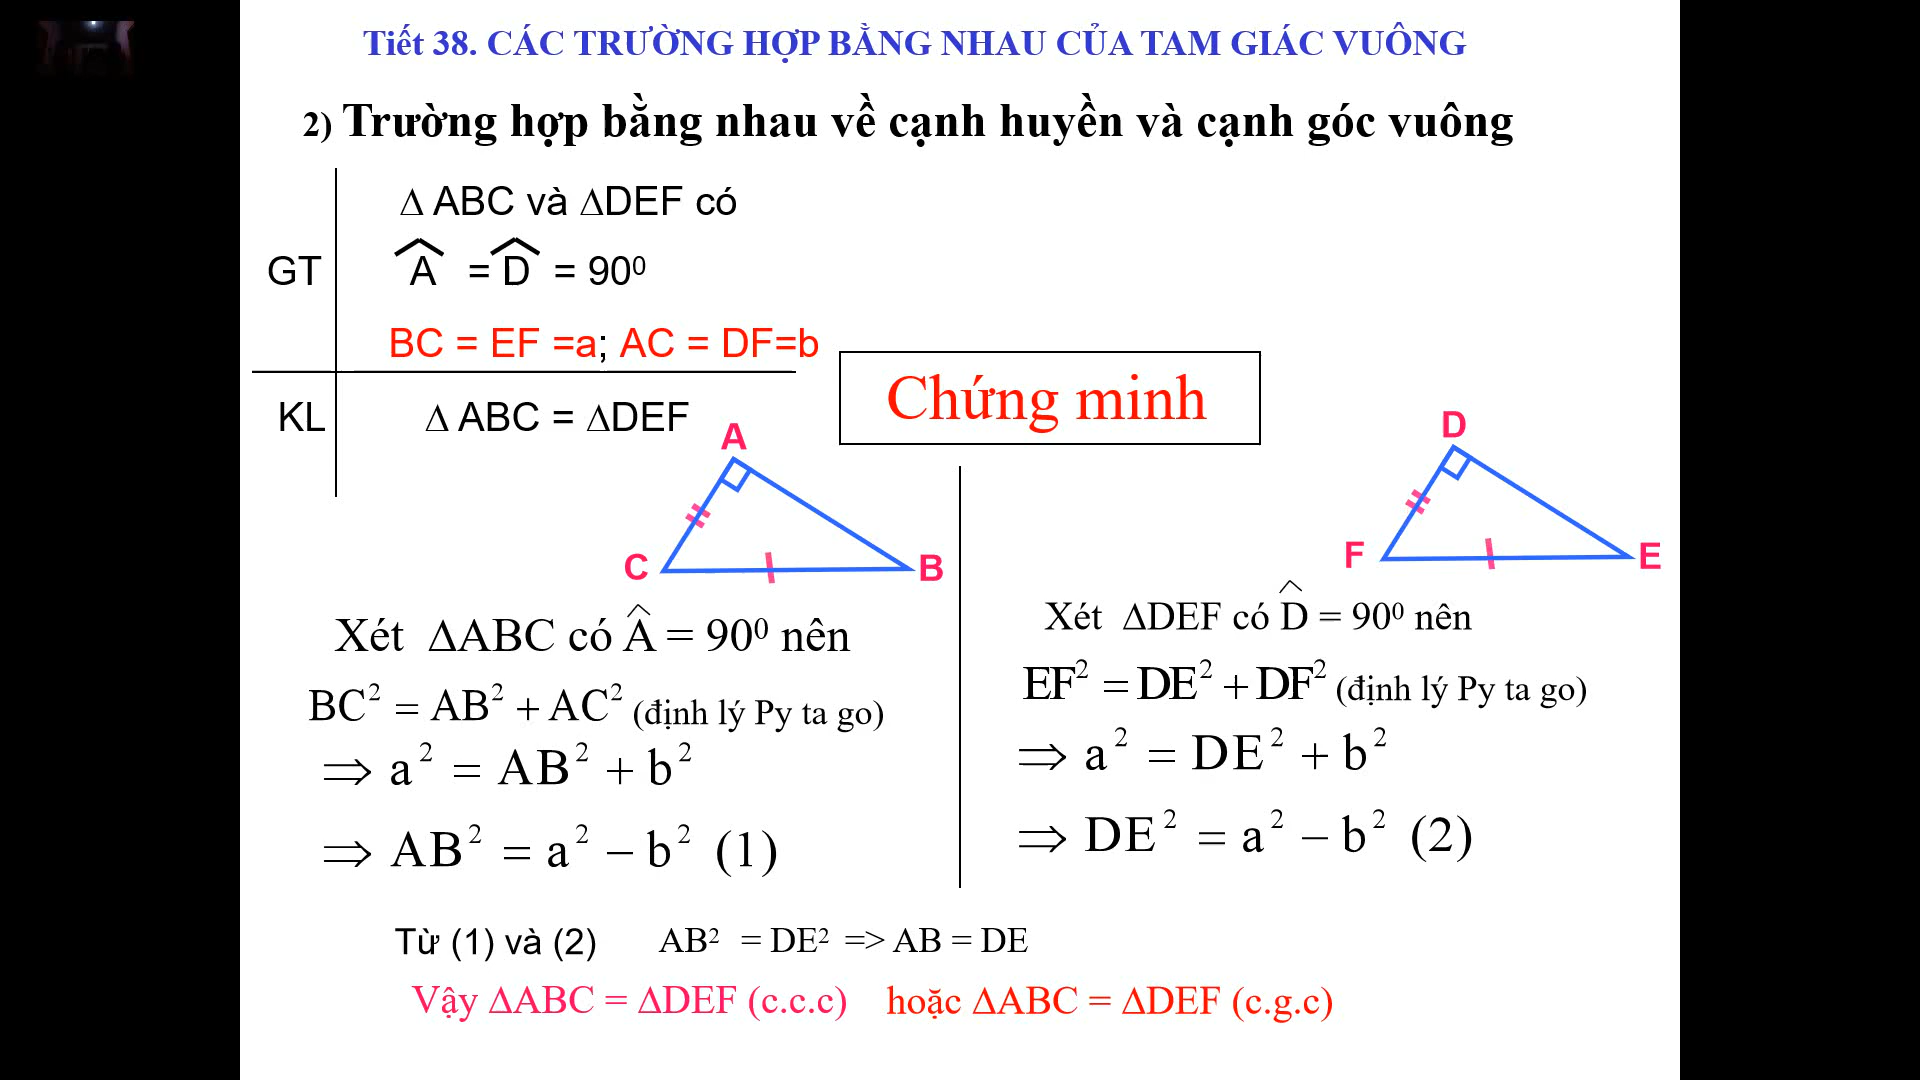 Tiết 38. CÁC TRƯỜNG HỢP BẰNG NHAU CỦA TAM GIÁC VUÔNG
2) Trường hợp bằng nhau về cạnh huyền và cạnh góc vuông
∆ ABC và ∆DEF có
GT
A = D = 90⁰
BC = EF =a; AC = DF=b
KL
∆ ABC = ∆DEF
Chứng minh
A
C
B
D
F
E
Xét ∆ABC có A = 90⁰ nên
BC² = AB² + AC² (định lý Py ta go)
⇒ a² = AB² + b²
⇒ AB² = a² − b² (1)
Xét ∆DEF có D = 90⁰ nên
EF² = DE² + DF² (định lý Py ta go)
⇒ a² = DE² + b²
⇒ DE² = a² − b² (2)
Từ (1) và (2) AB² = DE² => AB = DE
Vậy ∆ABC = ∆DEF (c.c.c) hoặc ∆ABC = ∆DEF (c.g.c)